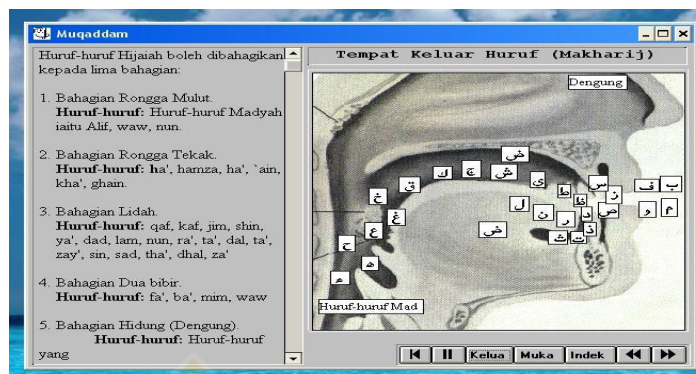 Muqaddam
Huruf-huruf Hijaiah boleh dibahagikan
kepada lima bahagian:
1. Bahagian Rongga Mulut.
Huruf-huruf: Huruf-huruf Madyah
iaitu Alif, waw, nun.
2. Bahagian Rongga Tekak.
Huruf-huruf: ha', hamza, ha', `ain,
kha', ghain.
3. Bahagian Lidah.
Huruf-huruf: qaf, kaf, jim, shin,
ya', dad, lam, nun, ra', ta', dal, ta',
zay', sin, sad, tha', dhal, za'
4. Bahagian Dua bibir.
Huruf-huruf: fa', ba', mim, waw
5. Bahagian Hidung (Dengung).
Huruf-huruf: Huruf-huruf
yang
Tempat Keluar Huruf (Makharij)
Dengung
ض
ك ج ش ي
ق
خ
غ
ع
ح
ه
ط
س
ظ
ز
ص
د
ذ
ل
ن
ر
ث
ت
ض
ف
ب
و
م
Huruf-huruf Mad
Kelua Muka Indek